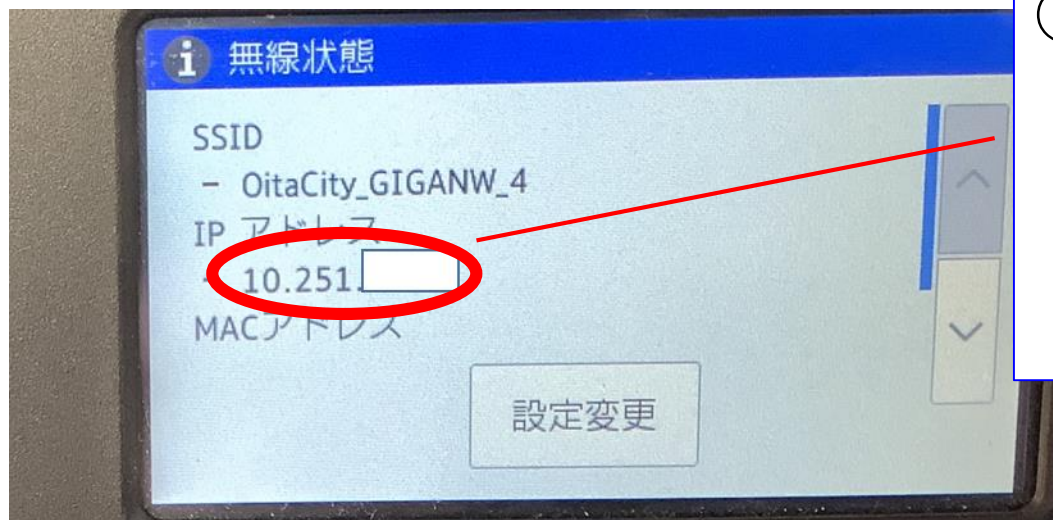 i 無線状態
SSID
- OitaCity_GIGANW_4
IP アドレス
- 10.251.
MACアドレス
設定変更